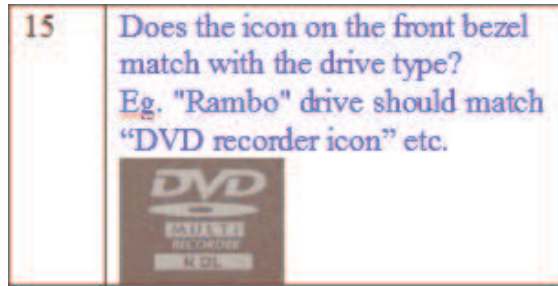 15
Does the icon on the front bezel
match with the drive type?
Eg. "Rambo" drive should match
“DVD recorder icon” etc.
DVD
MULTI
RECORDER
R DL